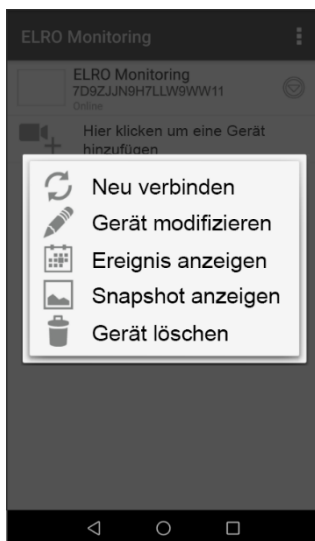 ELRO Monitoring
ELRO Monitoring
7D9ZJJN9H7LLW9WW11
Online
Hier klicken um eine Gerät
hinzufügen
Neu verbinden
Gerät modifizieren
Ereignis anzeigen
Snapshot anzeigen
Gerät löschen